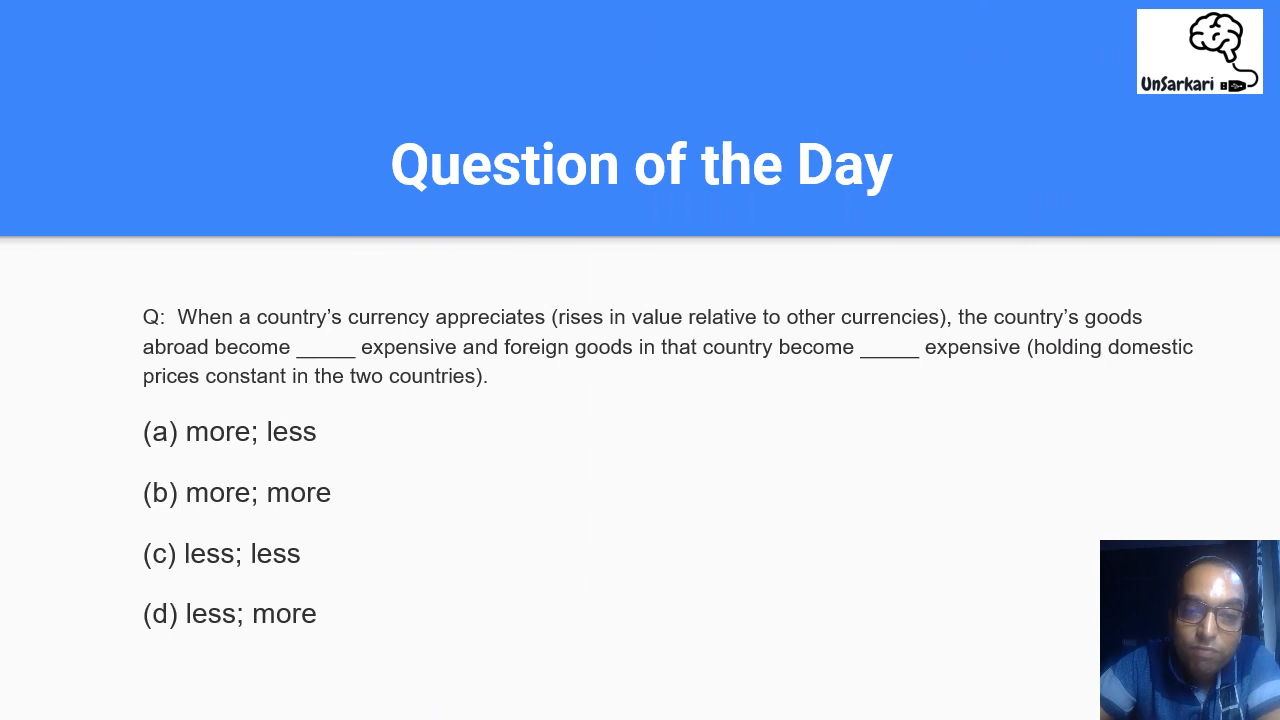 UnSarkari
Question of the Day
Q:  When a country’s currency appreciates (rises in value relative to other currencies), the country’s goods
abroad become _____ expensive and foreign goods in that country become _____ expensive (holding domestic
prices constant in the two countries).
(a) more; less
(b) more; more
(c) less; less
(d) less; more